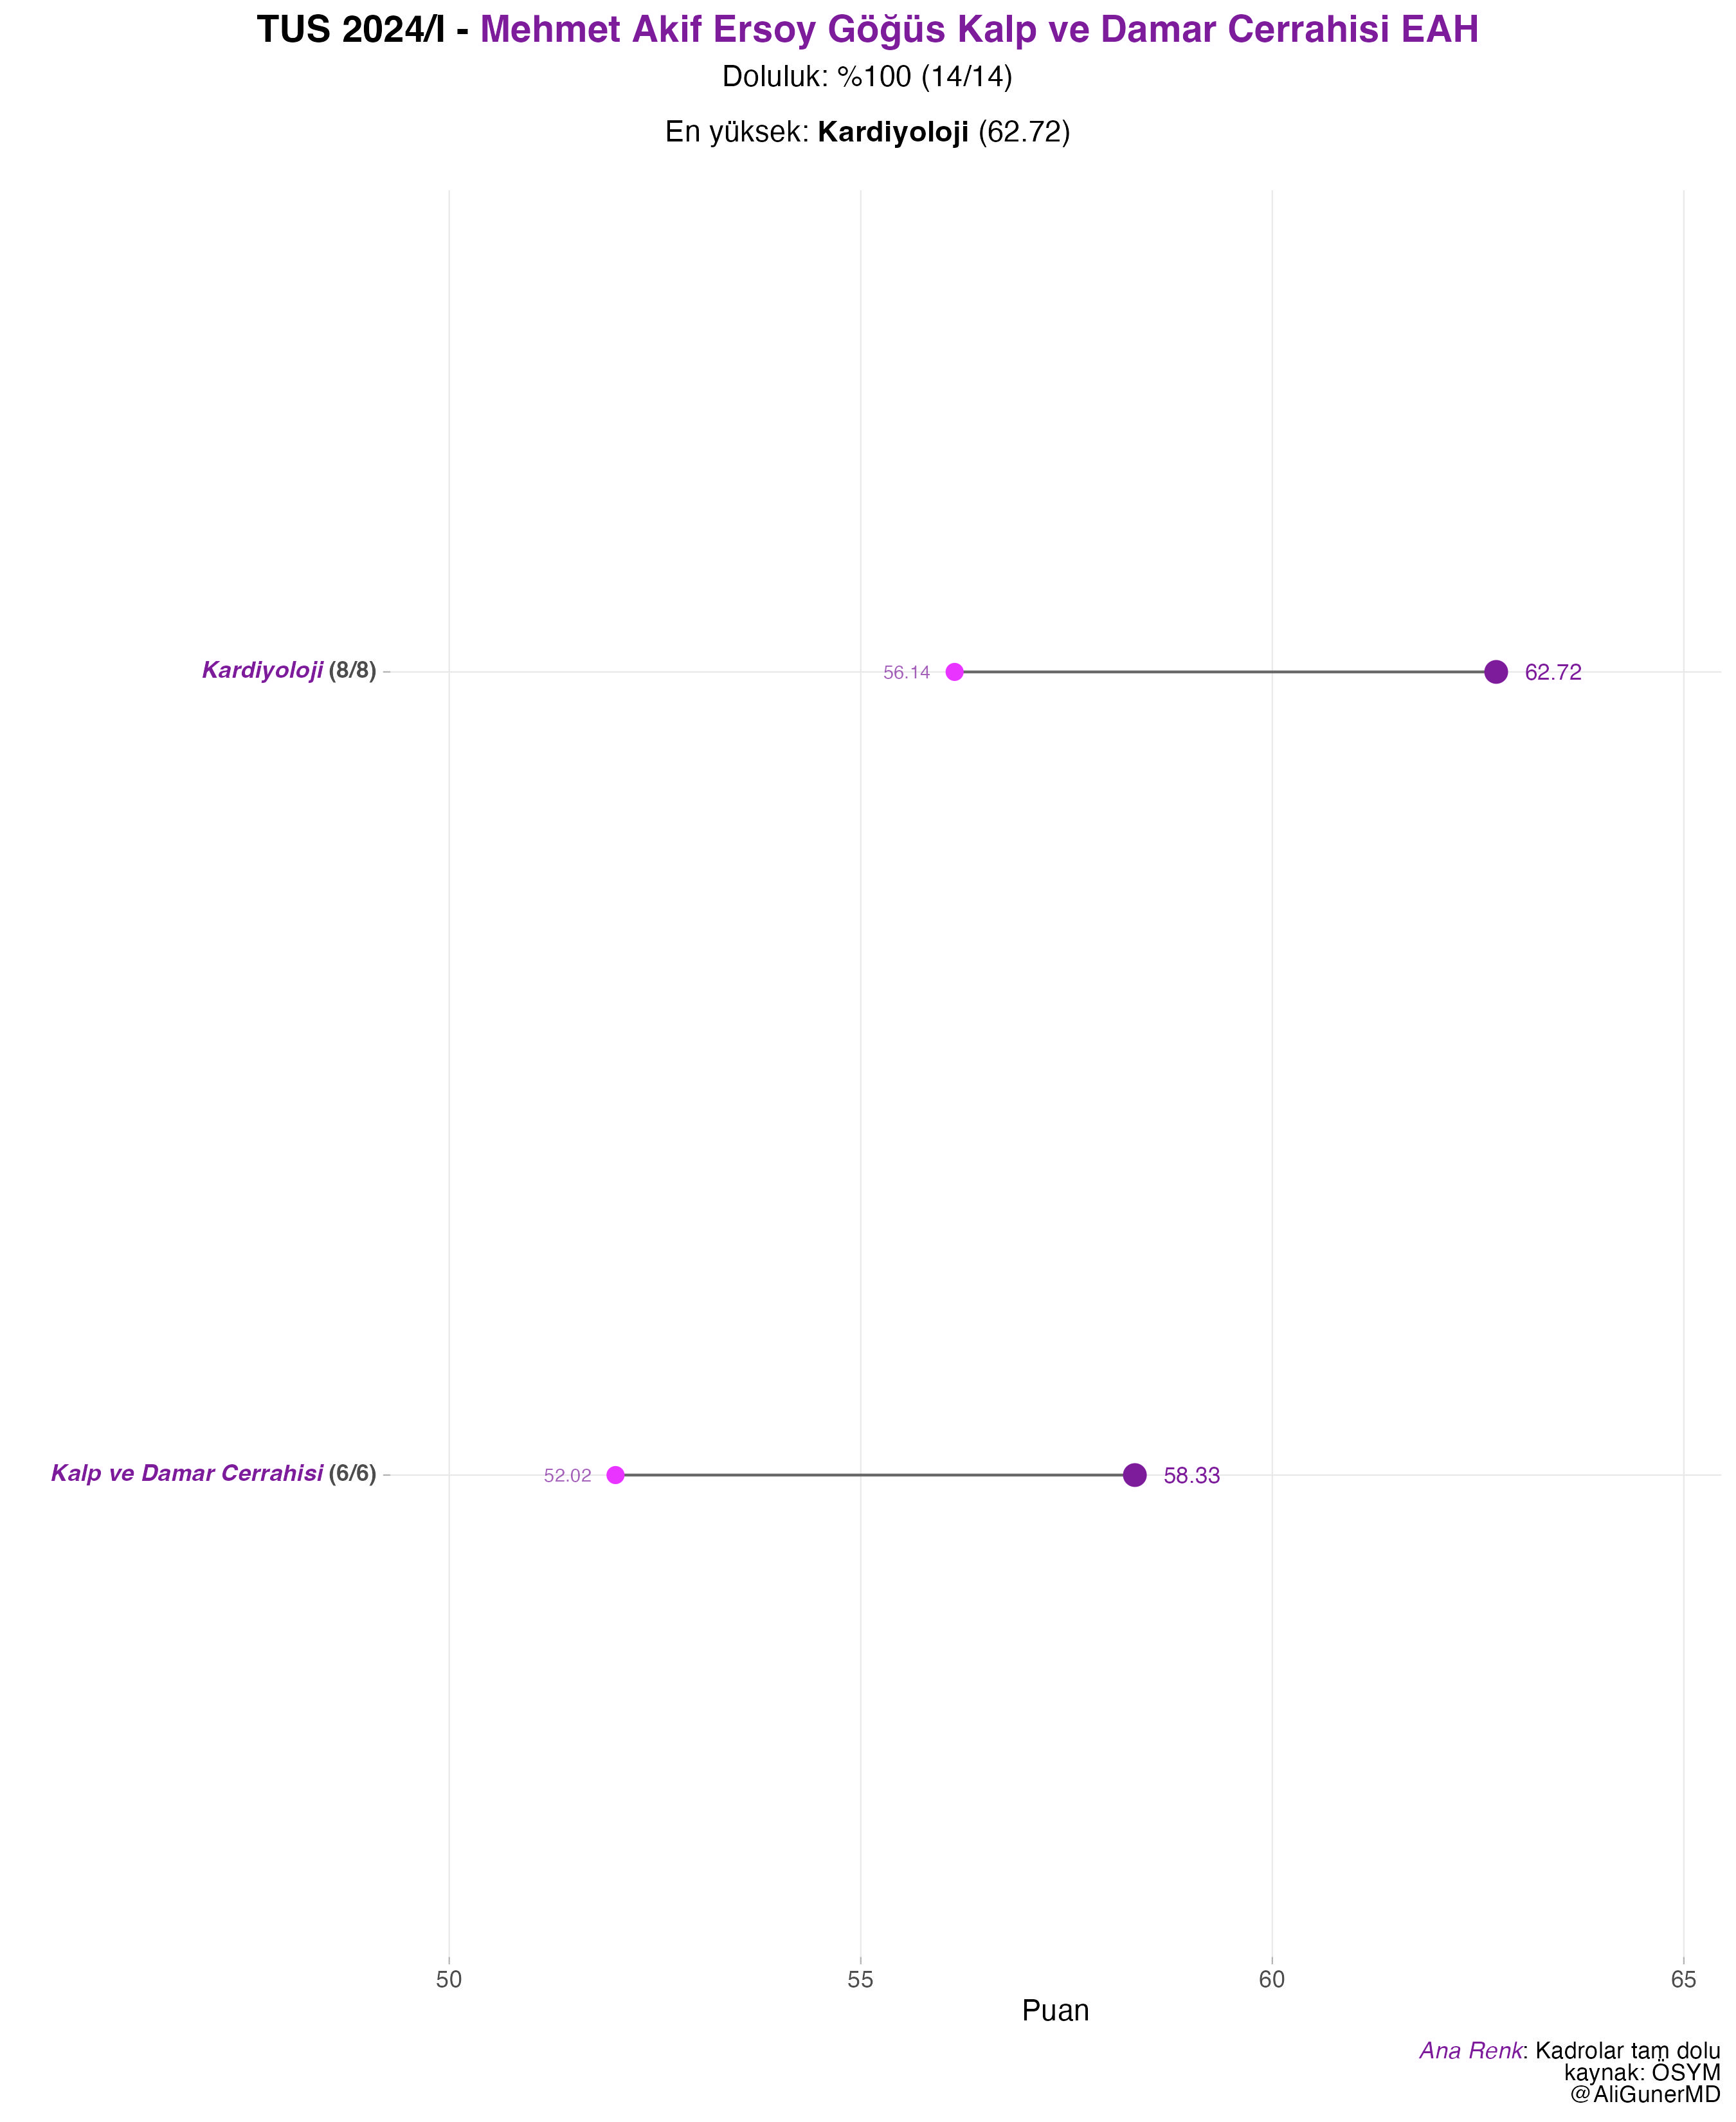 TUS 2024/I - Mehmet Akif Ersoy Göğüs Kalp ve Damar Cerrahisi EAH
Doluluk: %100 (14/14)
En yüksek: Kardiyoloji (62.72)
Kardiyoloji (8/8)
56.14
62.72
Kalp ve Damar Cerrahisi (6/6)
52.02
58.33
50
55
60
65
Puan
Ana Renk: Kadrolar tam dolu
kaynak: ÖSYM
@AliGunerMD